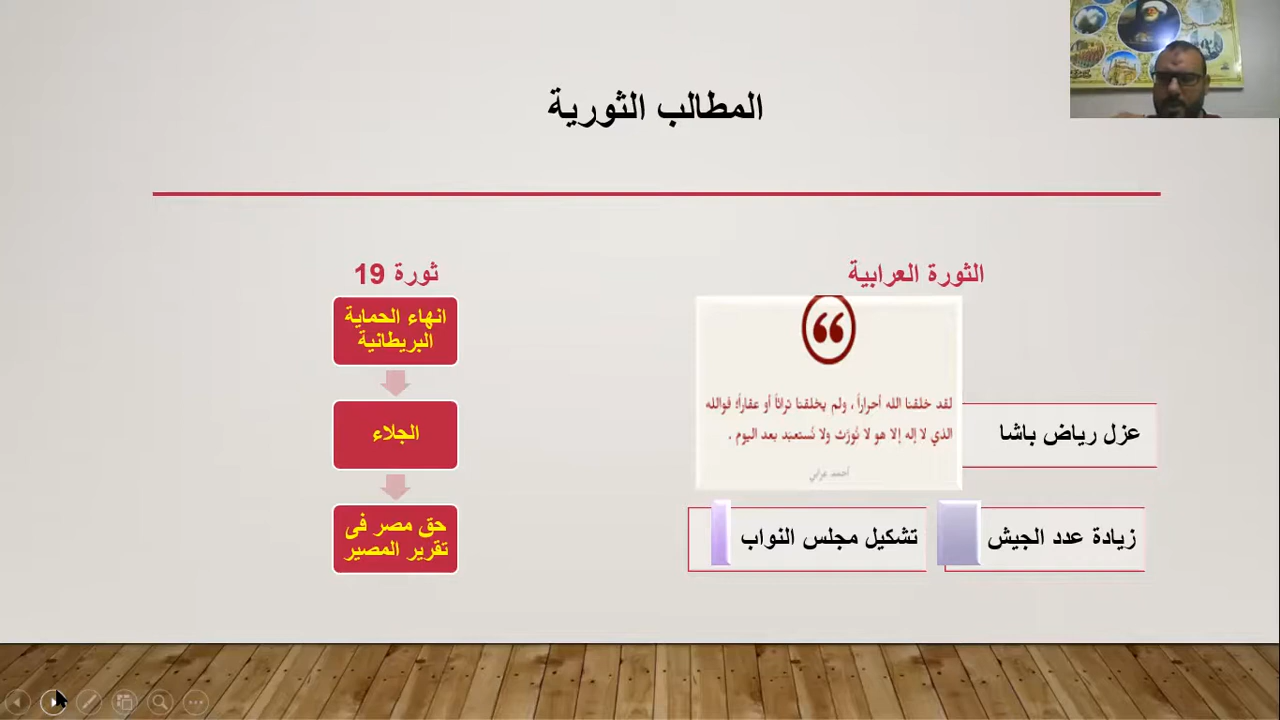 المطالب الثورية
الثورة العرابية
لقد خلقنا الله أحراراً ، ولم يخلقنا تراثاً أو عقاراً؛ فوالله
الذي لا إله إلا هو لا نُورَّث ولا نُستعبَد بعد اليوم .
أحمد عرابي
عزل رياض باشا
زيادة عدد الجيش
تشكيل مجلس النواب
ثورة 19
انهاء الحماية
البريطانية
الجلاء
حق مصر فى
تقرير المصير